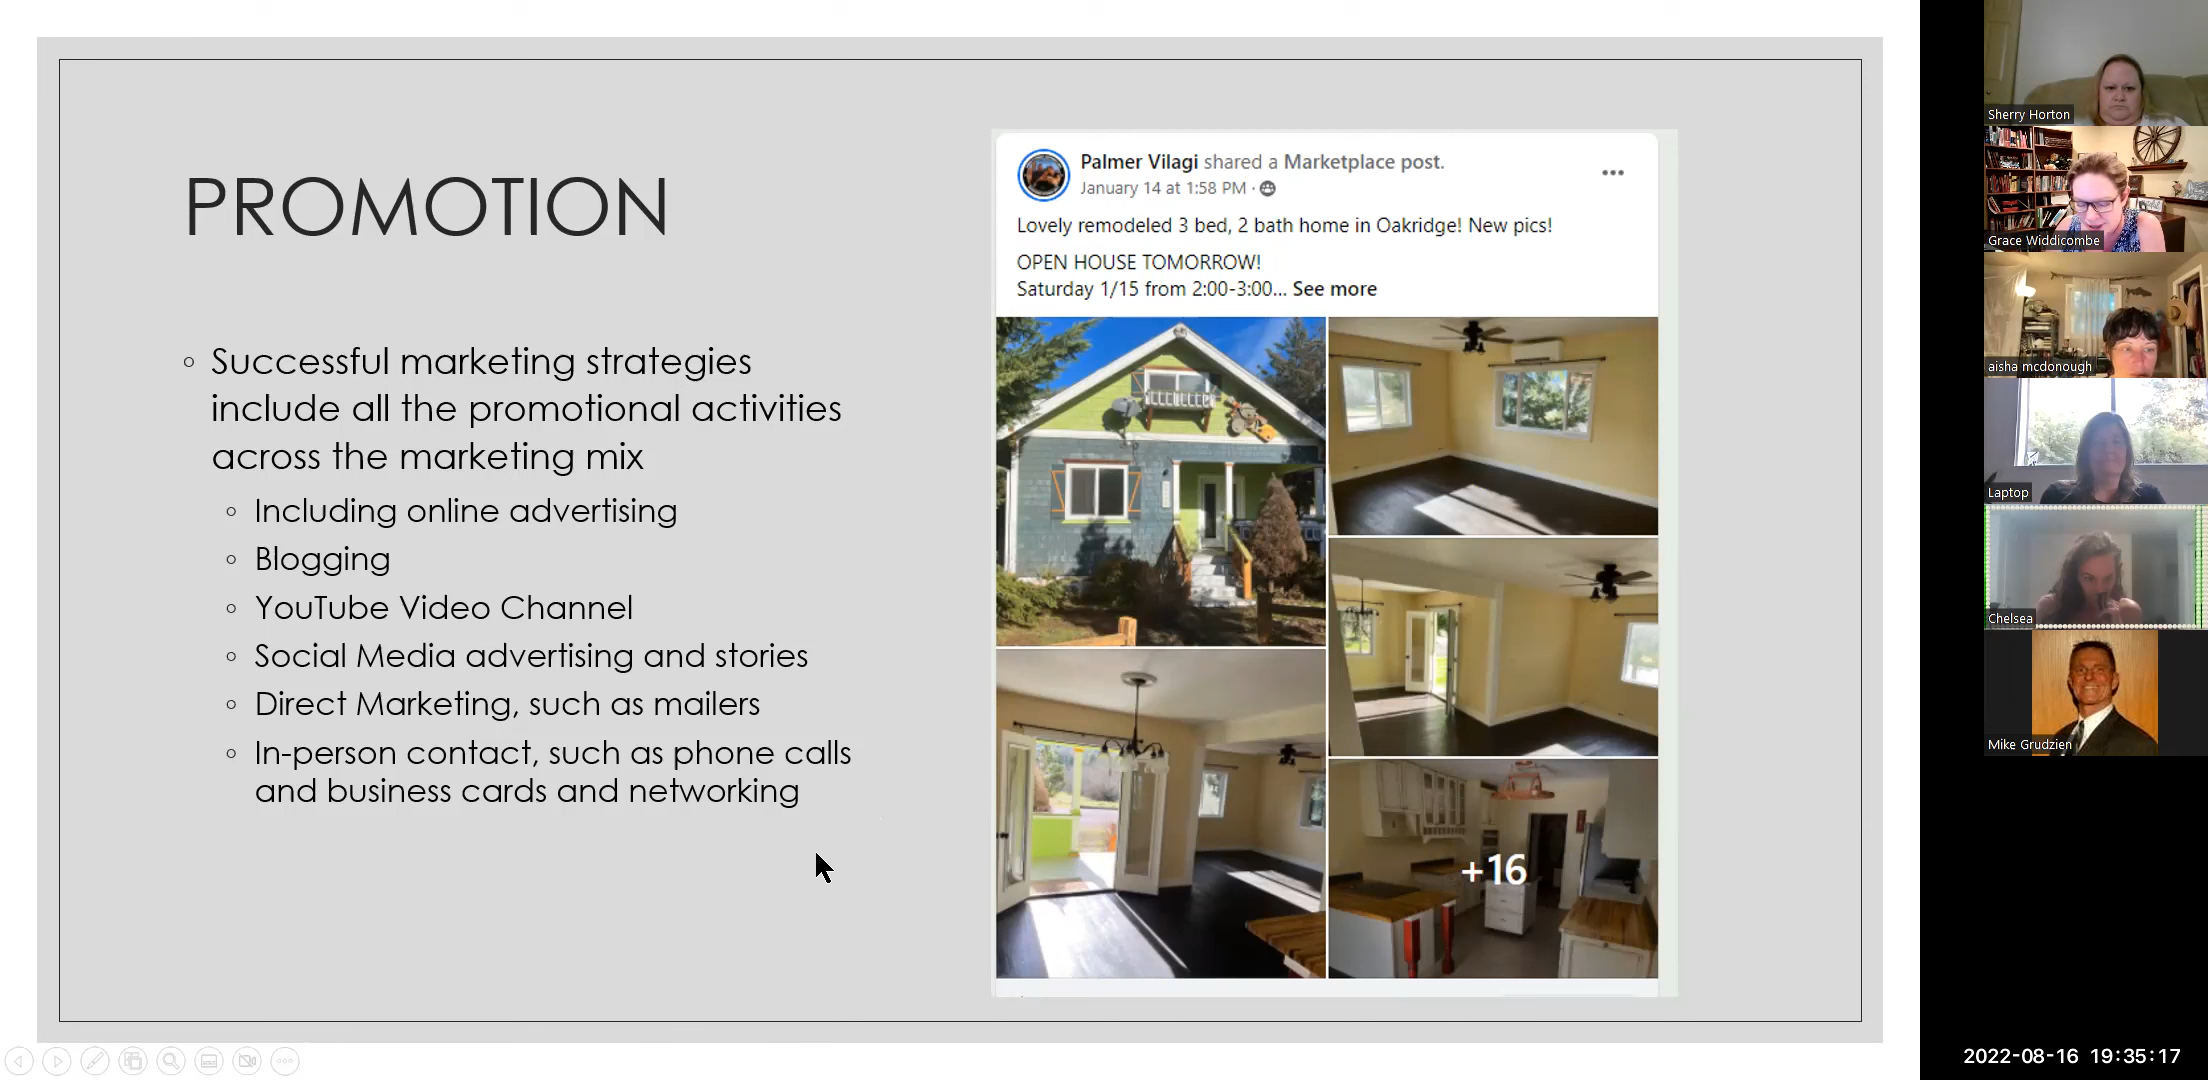 PROMOTION
Successful marketing strategies
include all the promotional activities
across the marketing mix
Including online advertising
Blogging
YouTube Video Channel
Social Media advertising and stories
Direct Marketing, such as mailers
In-person contact, such as phone calls
and business cards and networking
Palmer Vilagi shared a Marketplace post.
January 14 at 1:58 PM ·
Lovely remodeled 3 bed, 2 bath home in Oakridge! New pics!
OPEN HOUSE TOMORROW!
Saturday 1/15 from 2:00-3:00... See more
+16
Sherry Horton
Grace Widdicombe
aisha mcdonough
Laptop
Chelsea
Mike Grudzien
2022-08-16 19:35:17